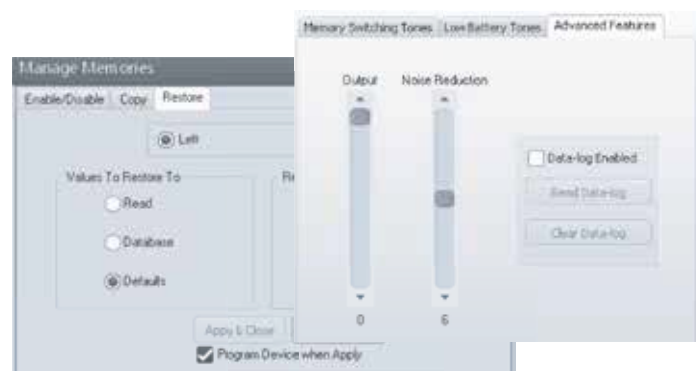 Memory Switching Tones Low Battery Tones Advanced Features
Output Noise Reduction
Data-log Enabled
Read Data-log
Clear Data-log
0 6
Manage Memories
Enable/Disable Copy Restore
Left
Values To Restore To
Read
Database
Defaults
Apply & Close
Program Device when Apply